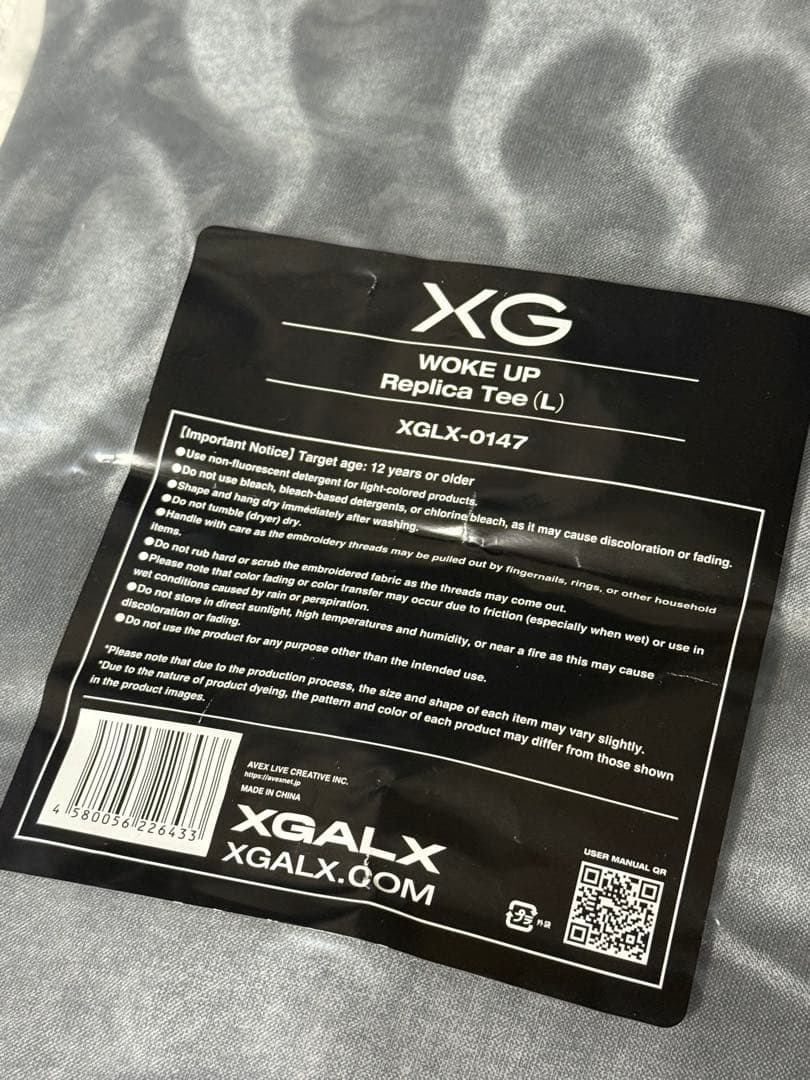 XG
WOKE UP
Replica Tee (L)
XGLX-0147
【Important Notice】Target age: 12 years or older
●Use non-fluorescent detergent for light-colored products.
●Do not use bleach, bleach-based detergents, or chlorine bleach, as it may cause discoloration or fading.
●Shape and hang dry immediately after washing.
●Do not tumble (dryer) dry.
●Handle with care as the embroidery threads may be pulled out by fingernails, rings, or other household
items.
●Do not rub hard or scrub the embroidered fabric as the threads may come out.
●Please note that color fading or color transfer may occur due to friction (especially when wet) or use in
wet conditions caused by rain or perspiration.
●Do not store in direct sunlight, high temperatures and humidity, or near a fire as this may cause
discoloration or fading.
●Do not use the product for any purpose other than the intended use.
*Please note that due to the production process, the size and shape of each item may vary slightly.
*Due to the nature of product dyeing, the pattern and color of each product may differ from those shown
in the product images.
4 580056 226433
AVEX LIVE CREATIVE INC.
https://avexnet.jp
MADE IN CHINA
XGALX
XGALX.COM
プラ 外袋
USER MANUAL QR